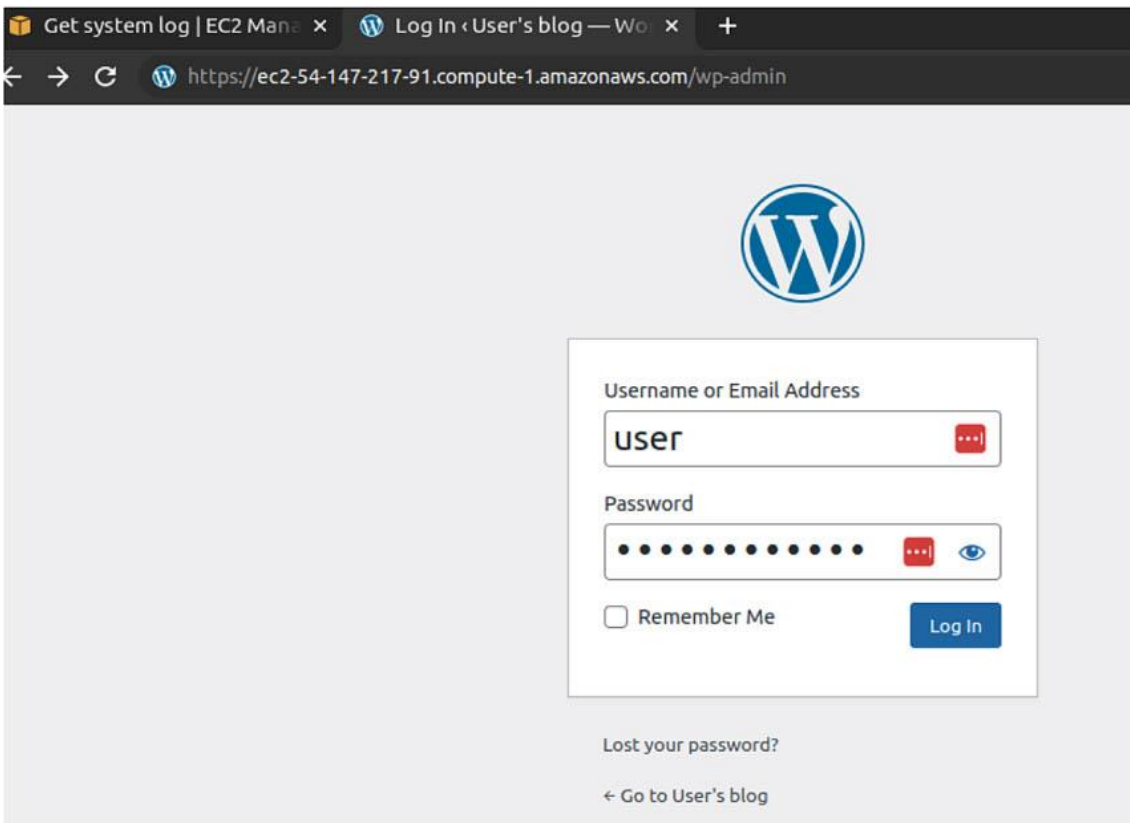 Get system log | EC2 Mana
Log In ‹ User's blog — Wo
https://ec2-54-147-217-91.compute-1.amazonaws.com/wp-admin
Username or Email Address
user
Password
Remember Me
Log In
Lost your password?
← Go to User's blog